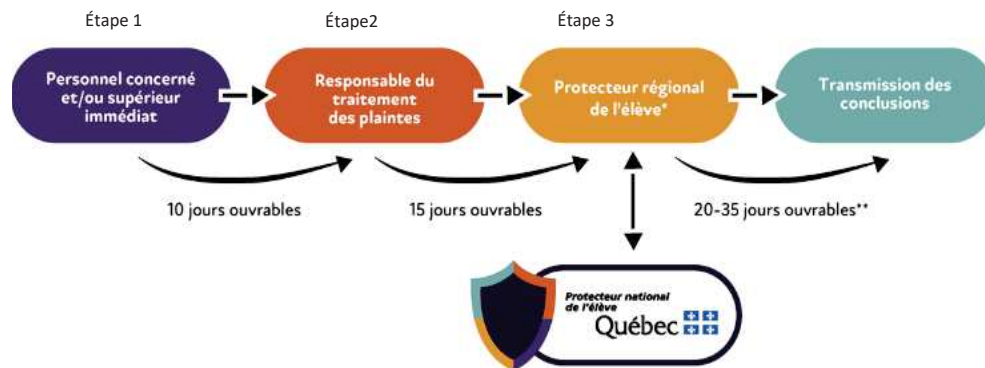 Étape 1
Étape2
Étape 3
Personnel concerné
et/ou supérieur
immédiat
Responsable du
traitement
des plaintes
Protecteur régional
de l'élève*
Transmission des
conclusions
10 jours ouvrables
15 jours ouvrables
20-35 jours ouvrables**
Protecteur national
de l'élève
Québec